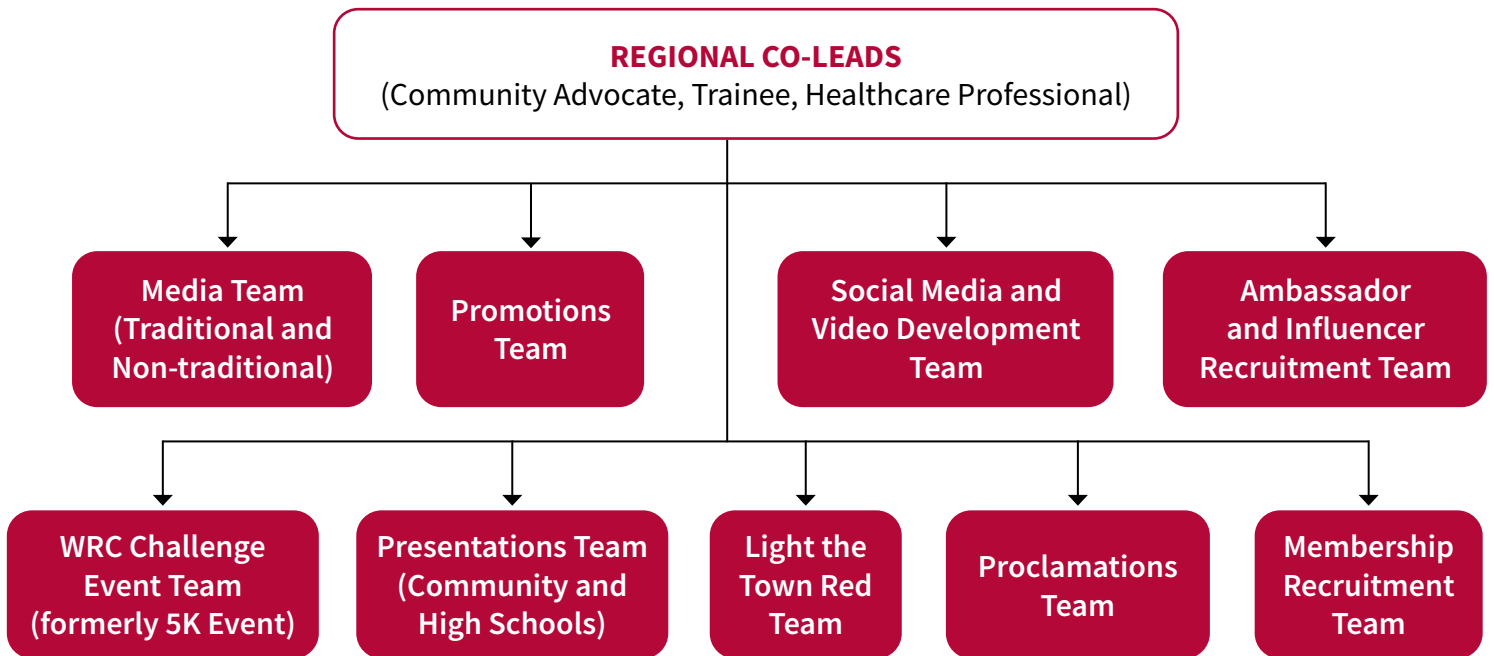 REGIONAL CO-LEADS
(Community Advocate, Trainee, Healthcare Professional)
Media Team
(Traditional and
Non-traditional)
Promotions
Team
Social Media and
Video Development
Team
Ambassador
and Influencer
Recruitment Team
WRC Challenge
Event Team
(formerly 5K Event)
Presentations Team
(Community and
High Schools)
Light the
Town Red
Team
Proclamations
Team
Membership
Recruitment
Team